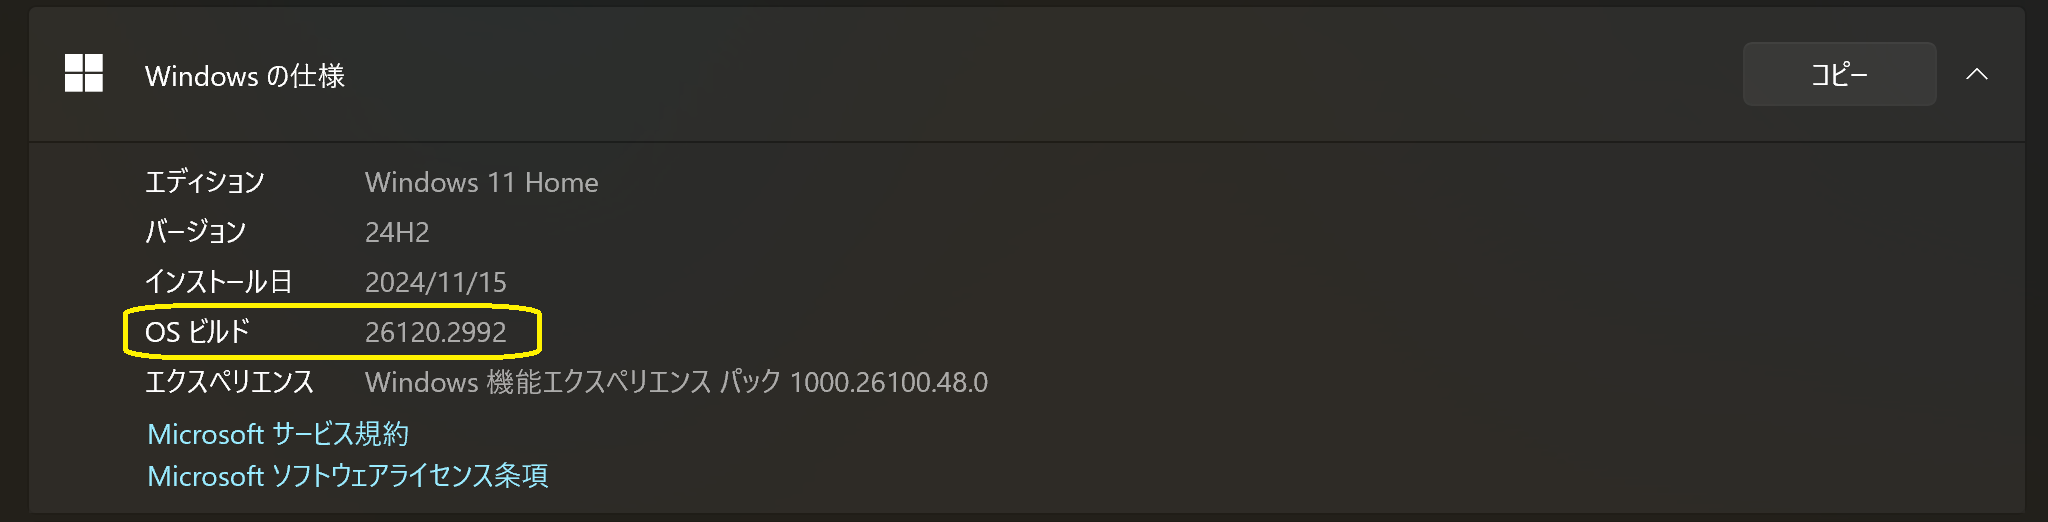 Windows の仕様
コピー
エディション Windows 11 Home
バージョン 24H2
インストール日 2024/11/15
OS ビルド 26120.2992
エクスペリエンス Windows 機能エクスペリエンス パック 1000.26100.48.0
Microsoft サービス規約
Microsoft ソフトウェアライセンス条項